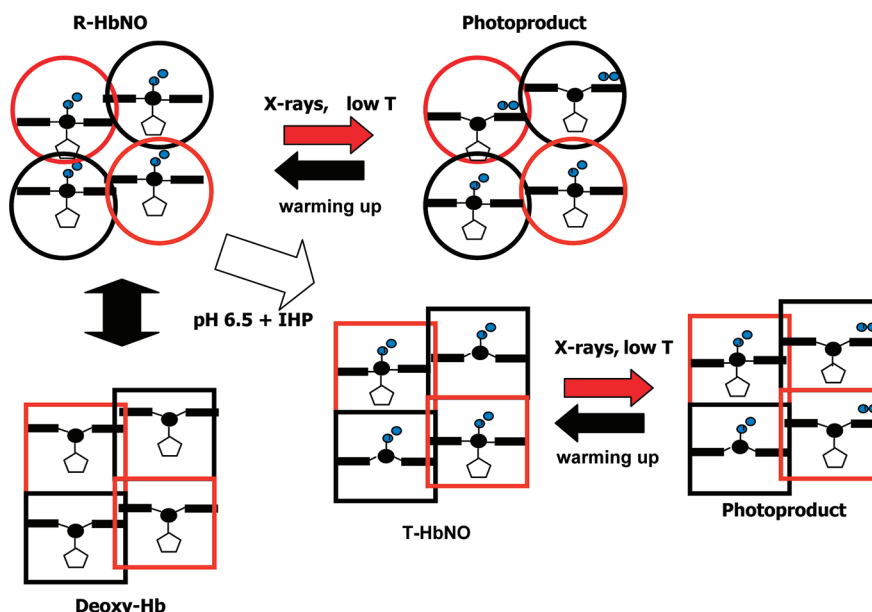 R-HbNO
Photoproduct
X-rays, low T
warming up
pH 6.5 + IHP
X-rays, low T
warming up
T-HbNO
Photoproduct
Deoxy-Hb